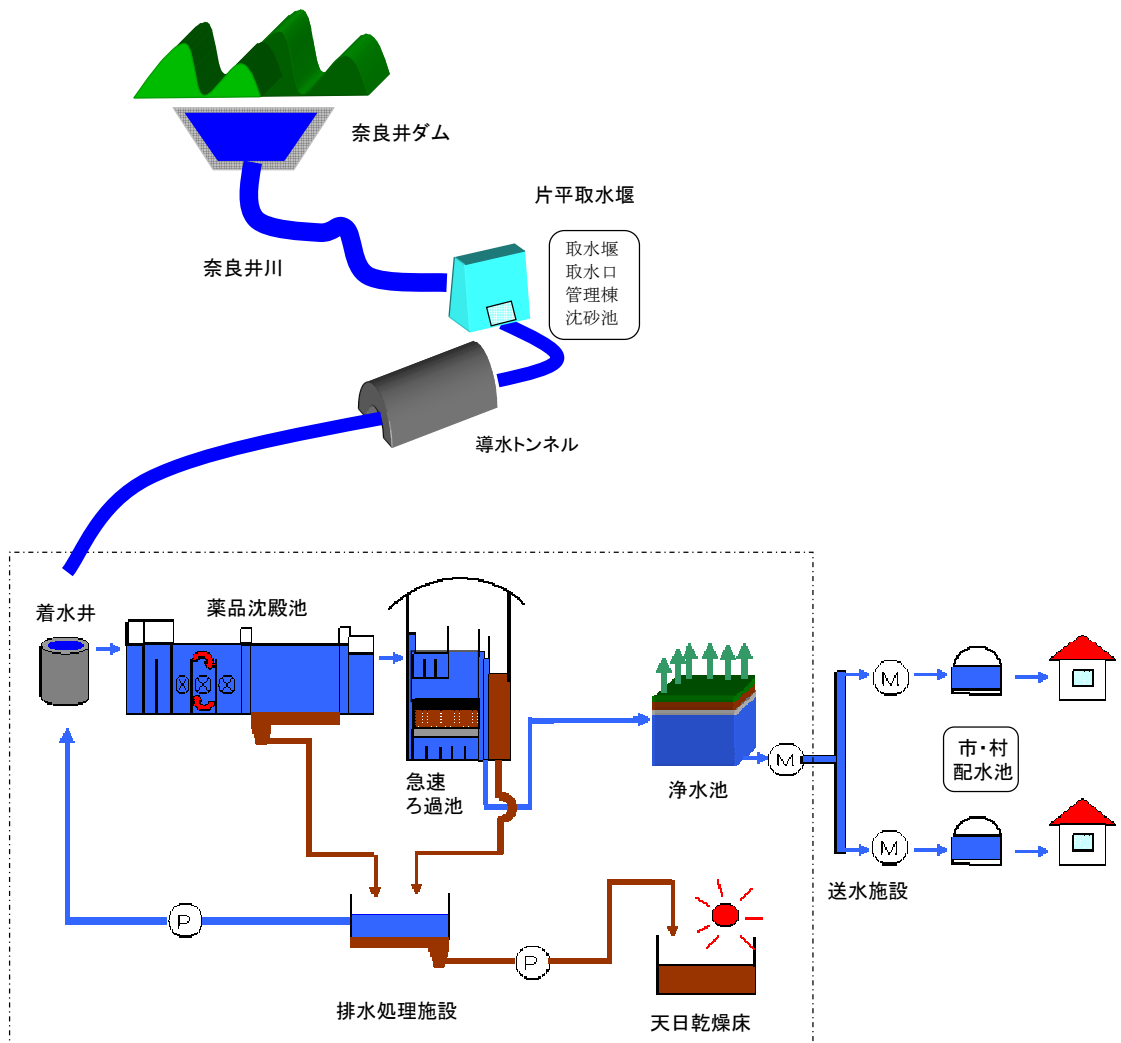 奈良井ダム
片平取水堰
取水堰
取水口
管理棟
沈砂池
奈良井川
導水トンネル
着水井
薬品沈殿池
急速
ろ過池
浄水池
M
M
M
市・村
配水池
送水施設
P
P
排水処理施設
天日乾燥床